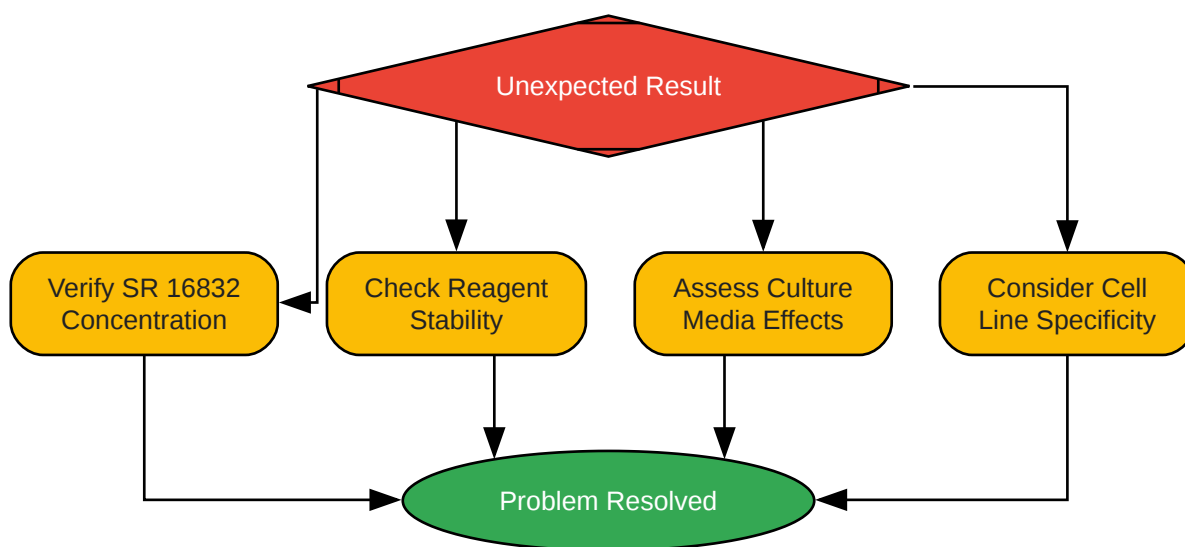 Unexpected Result
Verify SR 16832
Concentration
Check Reagent
Stability
Assess Culture
Media Effects
Consider Cell
Line Specificity
Problem Resolved